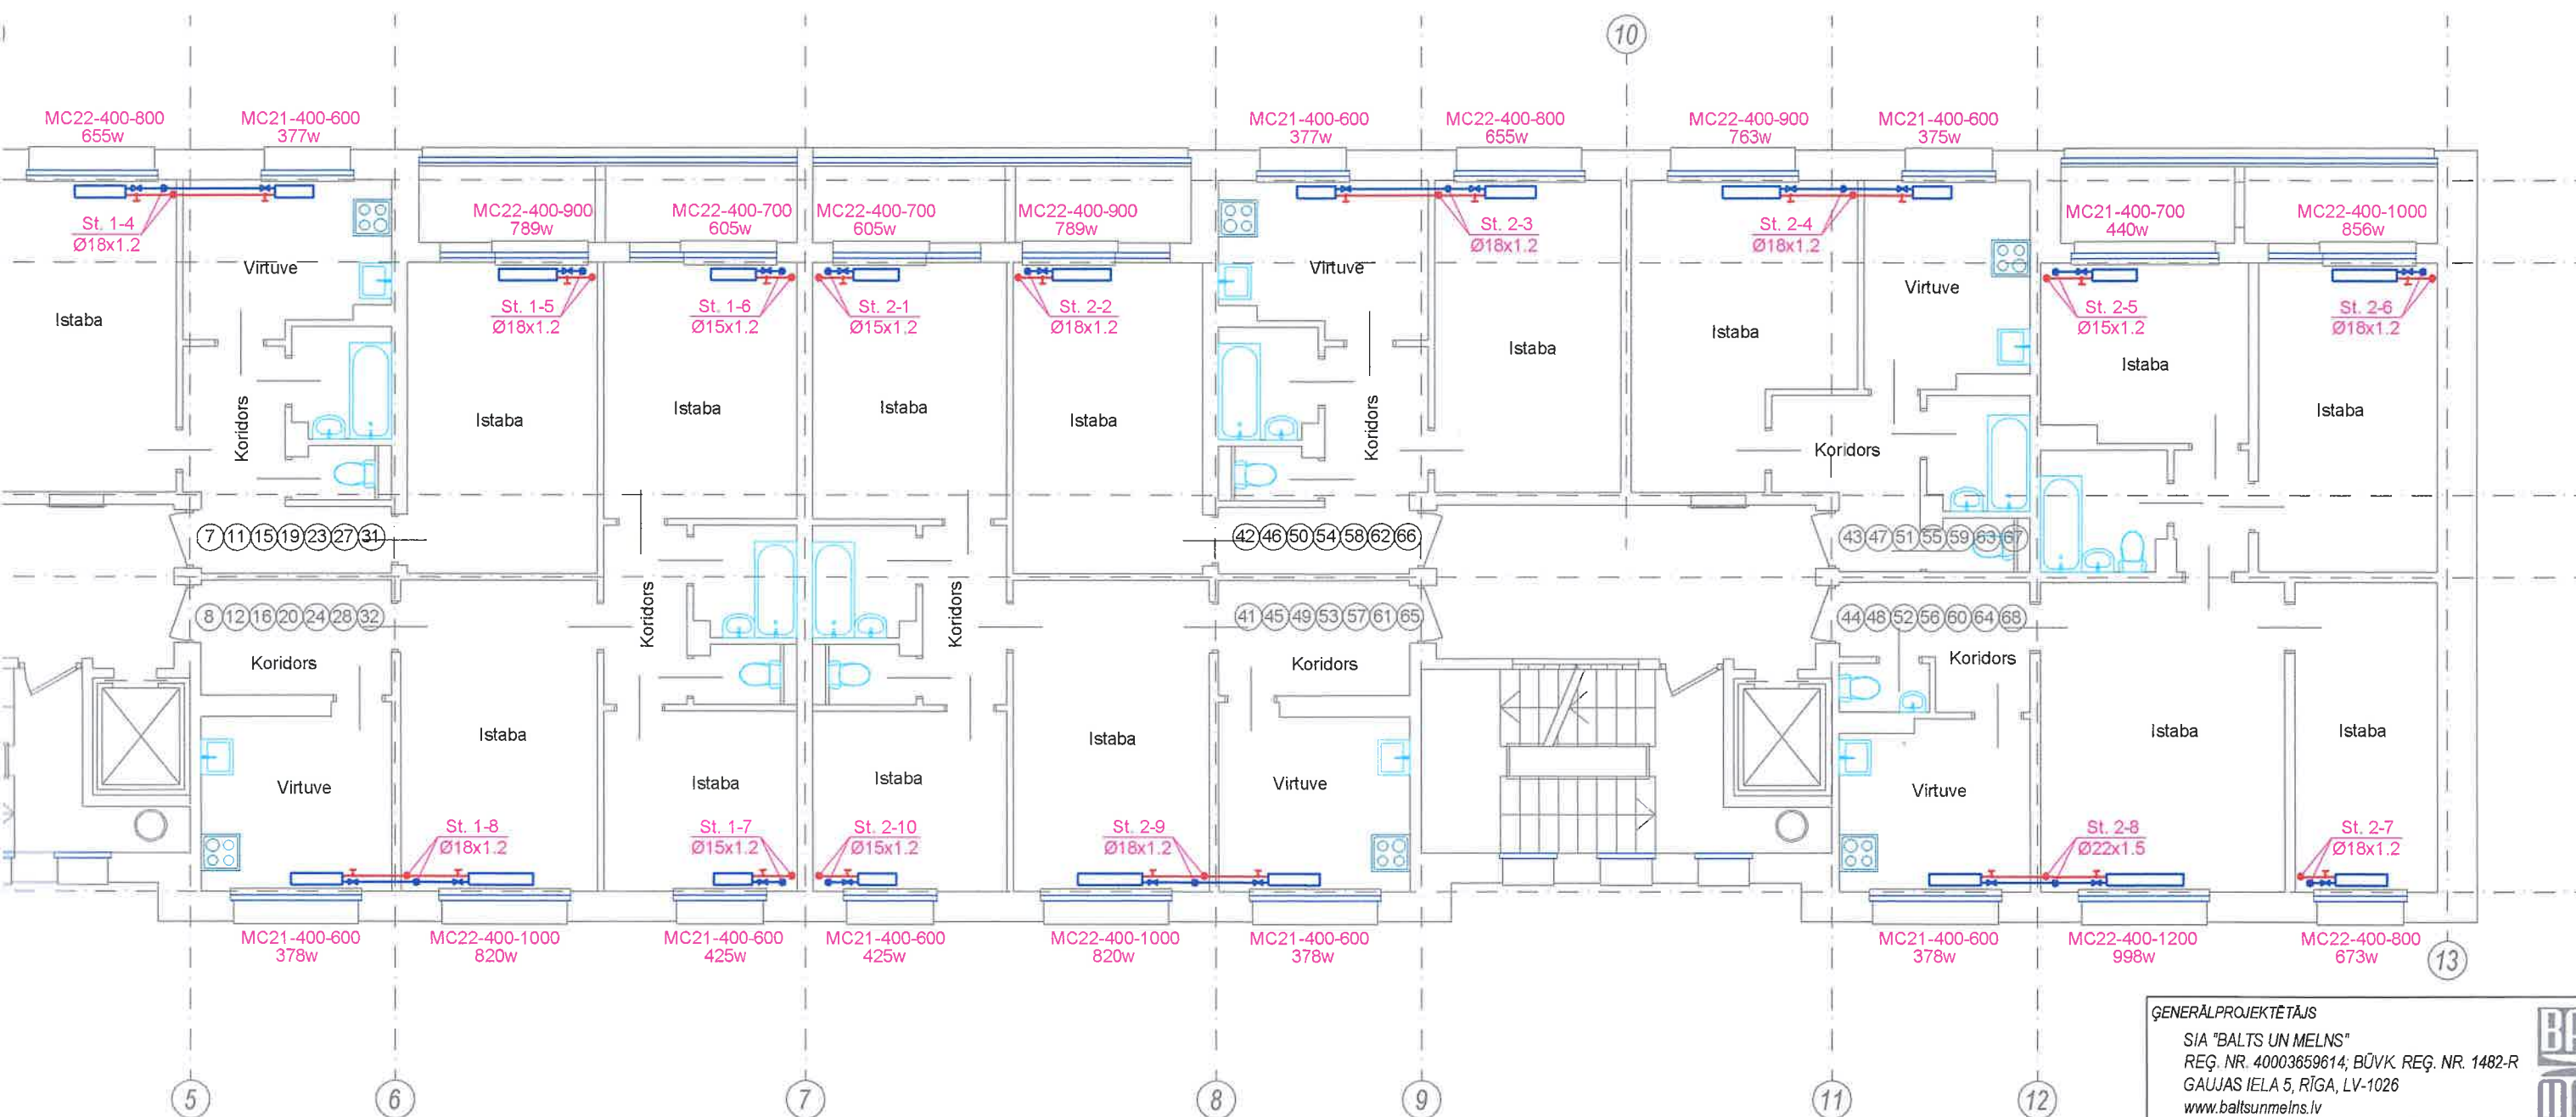 10
MC22-400-800
655w
MC21-400-600
377w
MC21-400-600
377w
MC22-400-800
655w
MC22-400-900
763w
MC21-400-600
375w
MC22-400-900
789w
MC22-400-700
605w
MC22-400-700
605w
MC22-400-900
789w
MC21-400-700
440w
MC22-400-1000
856w
St. 1-4
Ø18x1.2
St. 2-3
Ø18x1.2
St. 2-4
Ø18x1.2
Virtuve
Virtuve
Virtuve
St. 1-5
Ø18x1.2
St. 1-6
Ø15x1.2
St. 2-1
Ø15x1.2
St. 2-2
Ø18x1.2
St. 2-5
Ø15x1.2
St. 2-6
Ø18x1.2
Istaba
Istaba
Istaba
Istaba
Istaba
Istaba
Istaba
Istaba
Istaba
Koridors
Koridors
Koridors
7 11 15 19 23 27 31
42 46 50 54 58 62 66
43 47 51 55 59 63 67
8 12 16 20 24 28 32
41 45 49 53 57 61 65
44 48 52 56 60 64 68
Koridors
Koridors
Koridors
Koridors
Koridors
Istaba
Istaba
Istaba
Istaba
Istaba
Istaba
Virtuve
Virtuve
Virtuve
St. 1-8
Ø18x1.2
St. 1-7
Ø15x1.2
St. 2-10
Ø15x1.2
St. 2-9
Ø18x1.2
St. 2-8
Ø22x1.5
St. 2-7
Ø18x1.2
MC21-400-600
378w
MC22-400-1000
820w
MC21-400-600
425w
MC21-400-600
425w
MC22-400-1000
820w
MC21-400-600
378w
MC21-400-600
378w
MC22-400-1200
998w
MC22-400-800
673w
13
ĢENERĀLPROJEKTĒTĀJS
SIA "BALTS UN MELNS"
REĢ. NR. 40003659614; BŪVK. REĢ. NR. 1482-R
GAUJAS IELA 5, RĪGA, LV-1026
www.baltsunmelns.lv
5
6
7
8
9
11
12